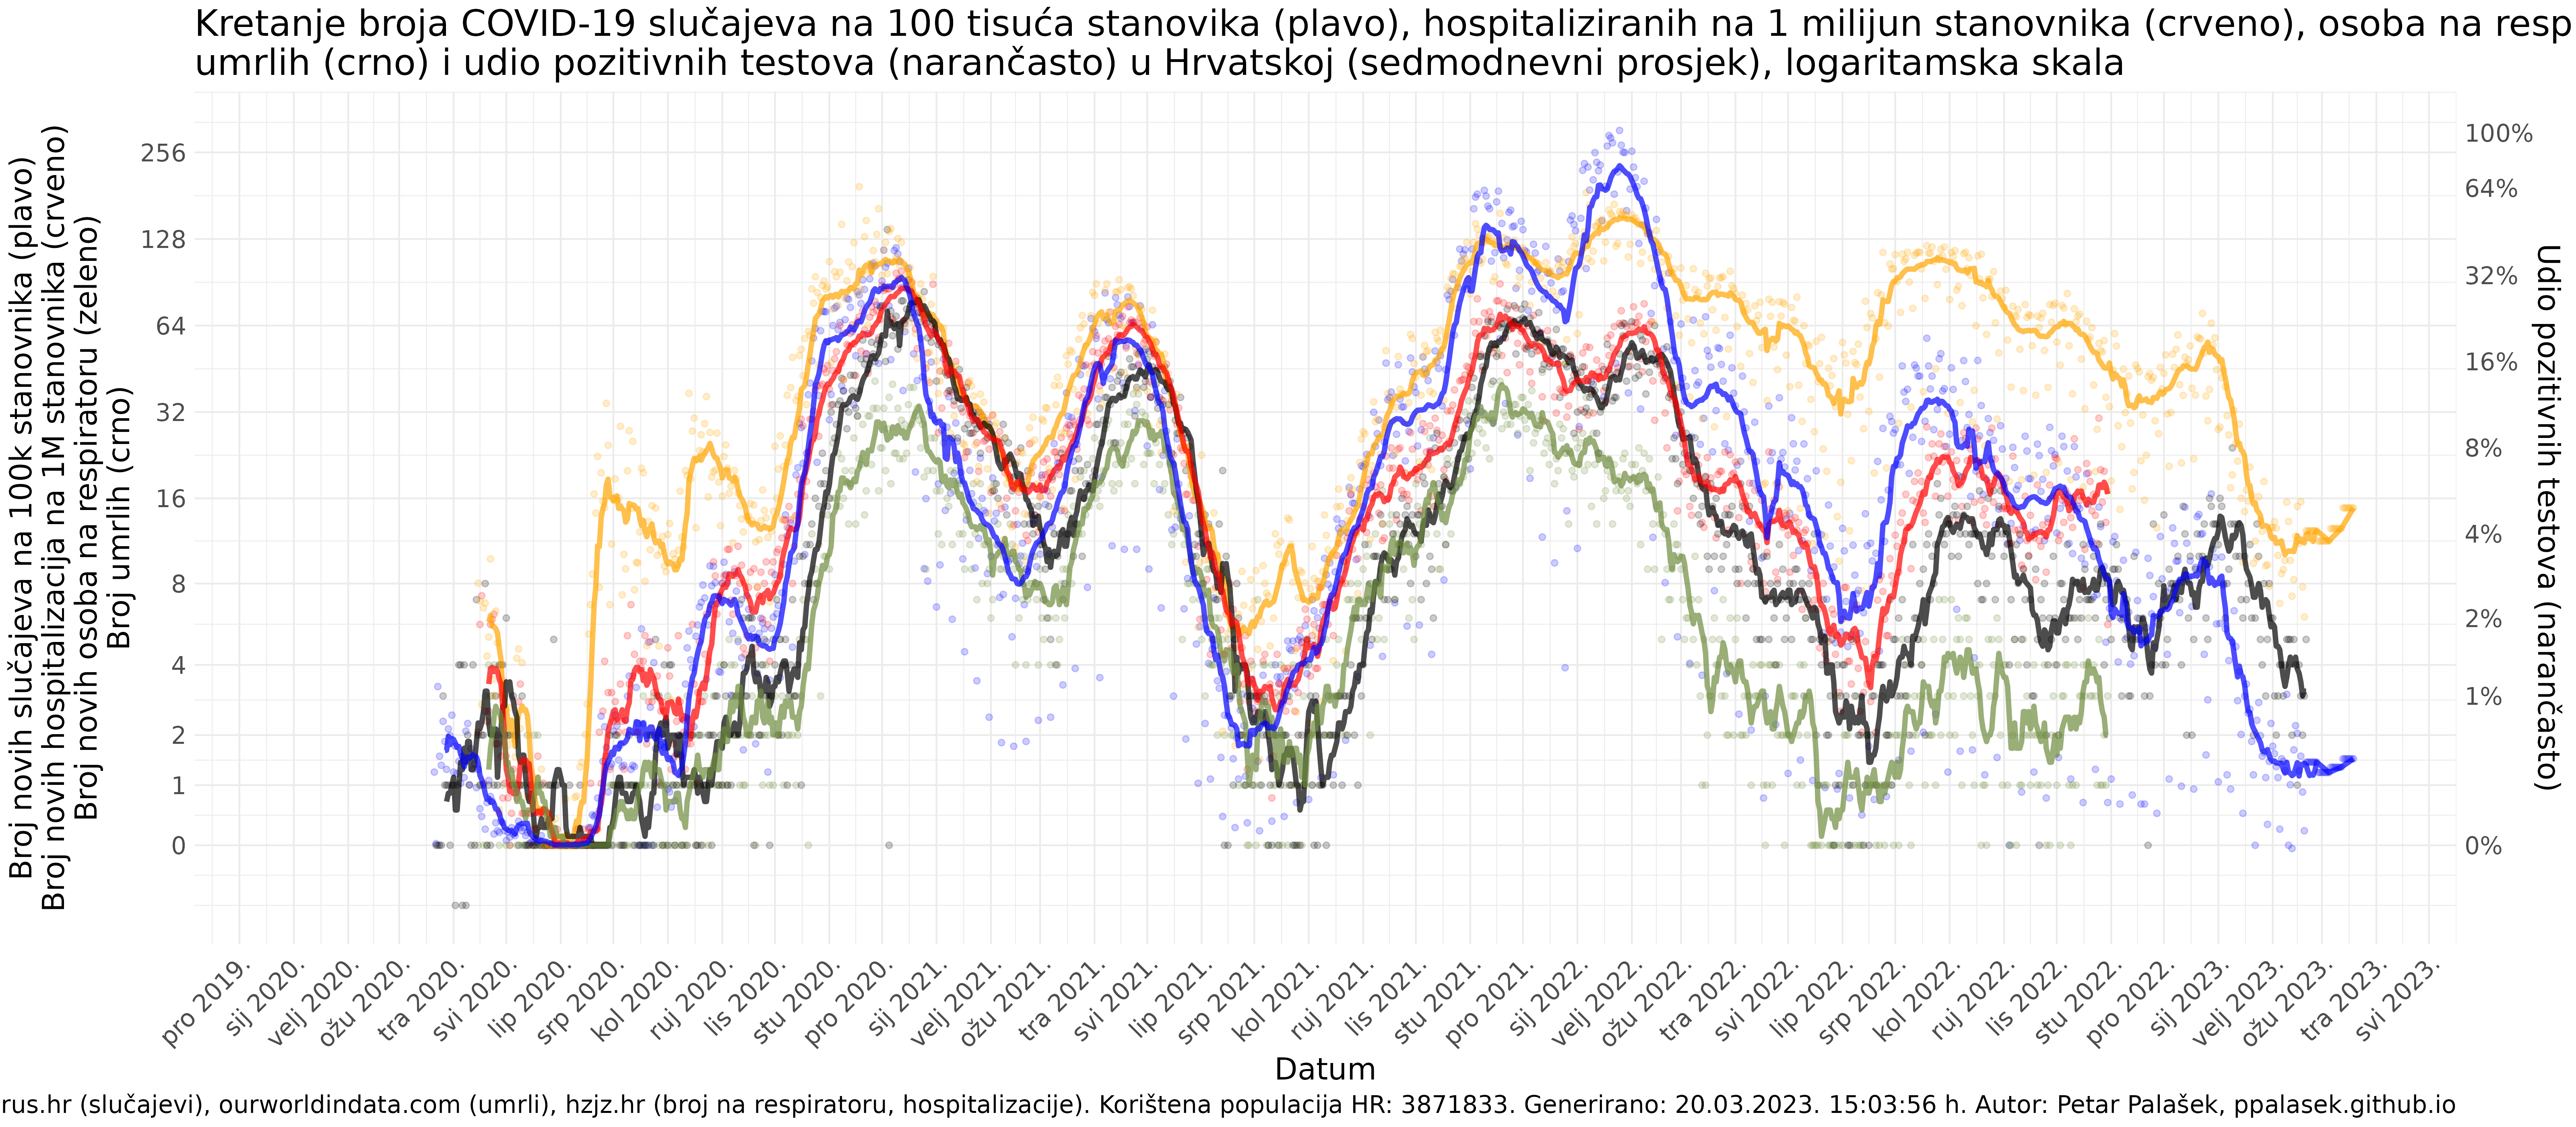 Kretanje broja COVID-19 slučajeva na 100 tisuća stanovika (plavo), hospitaliziranih na 1 milijun stanovnika (crveno), osoba na resp
umrlih (crno) i udio pozitivnih testova (narančasto) u Hrvatskoj (sedmodnevni prosjek), logaritamska skala
Broj novih slučajeva na 100k stanovnika (plavo)
Broj novih hospitalizacija na 1M stanovnika (crveno)
Broj novih osoba na respiratoru (zeleno)
Broj umrlih (crno)
256
128
64
32
16
8
4
2
1
0
100%
64%
32%
16%
8%
4%
2%
1%
0%
Udio pozitivnih testova (narančasto)
pro 2019.
sij 2020.
velj 2020.
ožu 2020.
tra 2020.
svi 2020.
lip 2020.
srp 2020.
kol 2020.
ruj 2020.
lis 2020.
stu 2020.
pro 2020.
sij 2021.
velj 2021.
ožu 2021.
tra 2021.
svi 2021.
lip 2021.
srp 2021.
kol 2021.
ruj 2021.
lis 2021.
stu 2021.
pro 2021.
sij 2022.
velj 2022.
ožu 2022.
tra 2022.
svi 2022.
lip 2022.
srp 2022.
kol 2022.
ruj 2022.
lis 2022.
stu 2022.
pro 2022.
sij 2023.
velj 2023.
ožu 2023.
tra 2023.
svi 2023.
Datum
rus.hr (slučajevi), ourworldindata.com (umrli), hzjz.hr (broj na respiratoru, hospitalizacije). Korištena populacija HR: 3871833. Generirano: 20.03.2023. 15:03:56 h. Autor: Petar Palašek, ppalasek.github.io